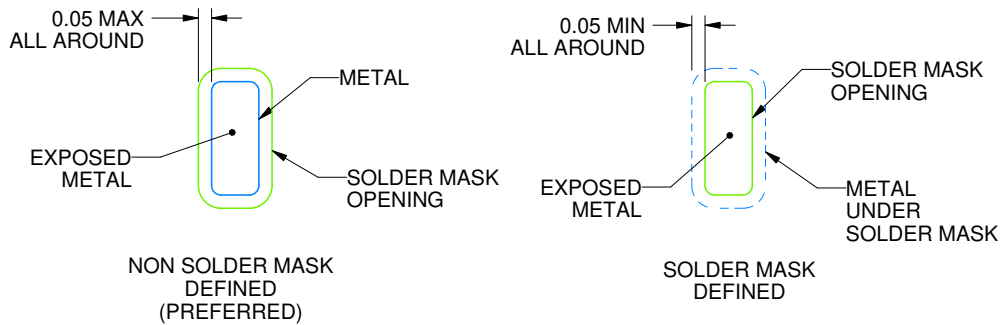 0.05 MAX
ALL AROUND
METAL
EXPOSED
METAL
SOLDER MASK
OPENING
NON SOLDER MASK
DEFINED
(PREFERRED)
0.05 MIN
ALL AROUND
SOLDER MASK
OPENING
EXPOSED
METAL
METAL
UNDER
SOLDER MASK
SOLDER MASK
DEFINED